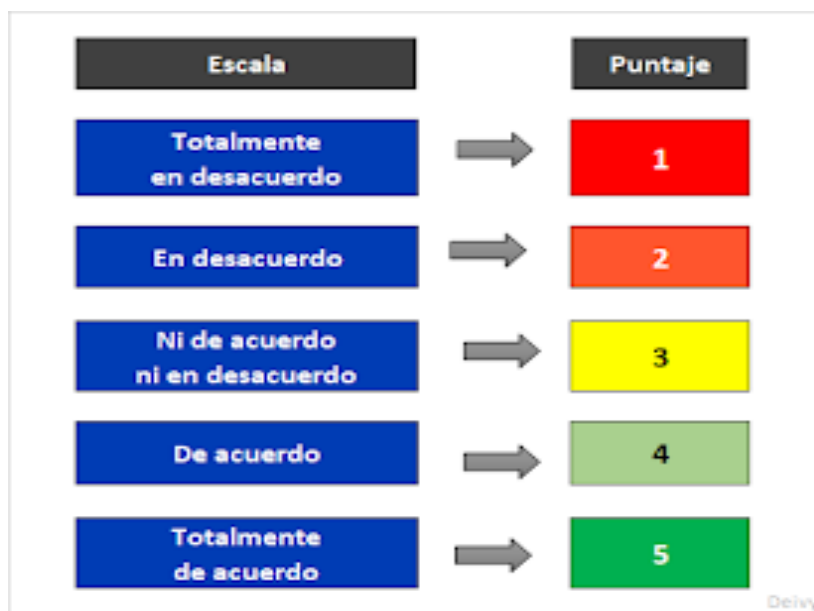 Escala
Puntaje
Totalmente
en desacuerdo
1
En desacuerdo
2
Ni de acuerdo
ni en desacuerdo
3
De acuerdo
4
Totalmente
de acuerdo
5
Deivy